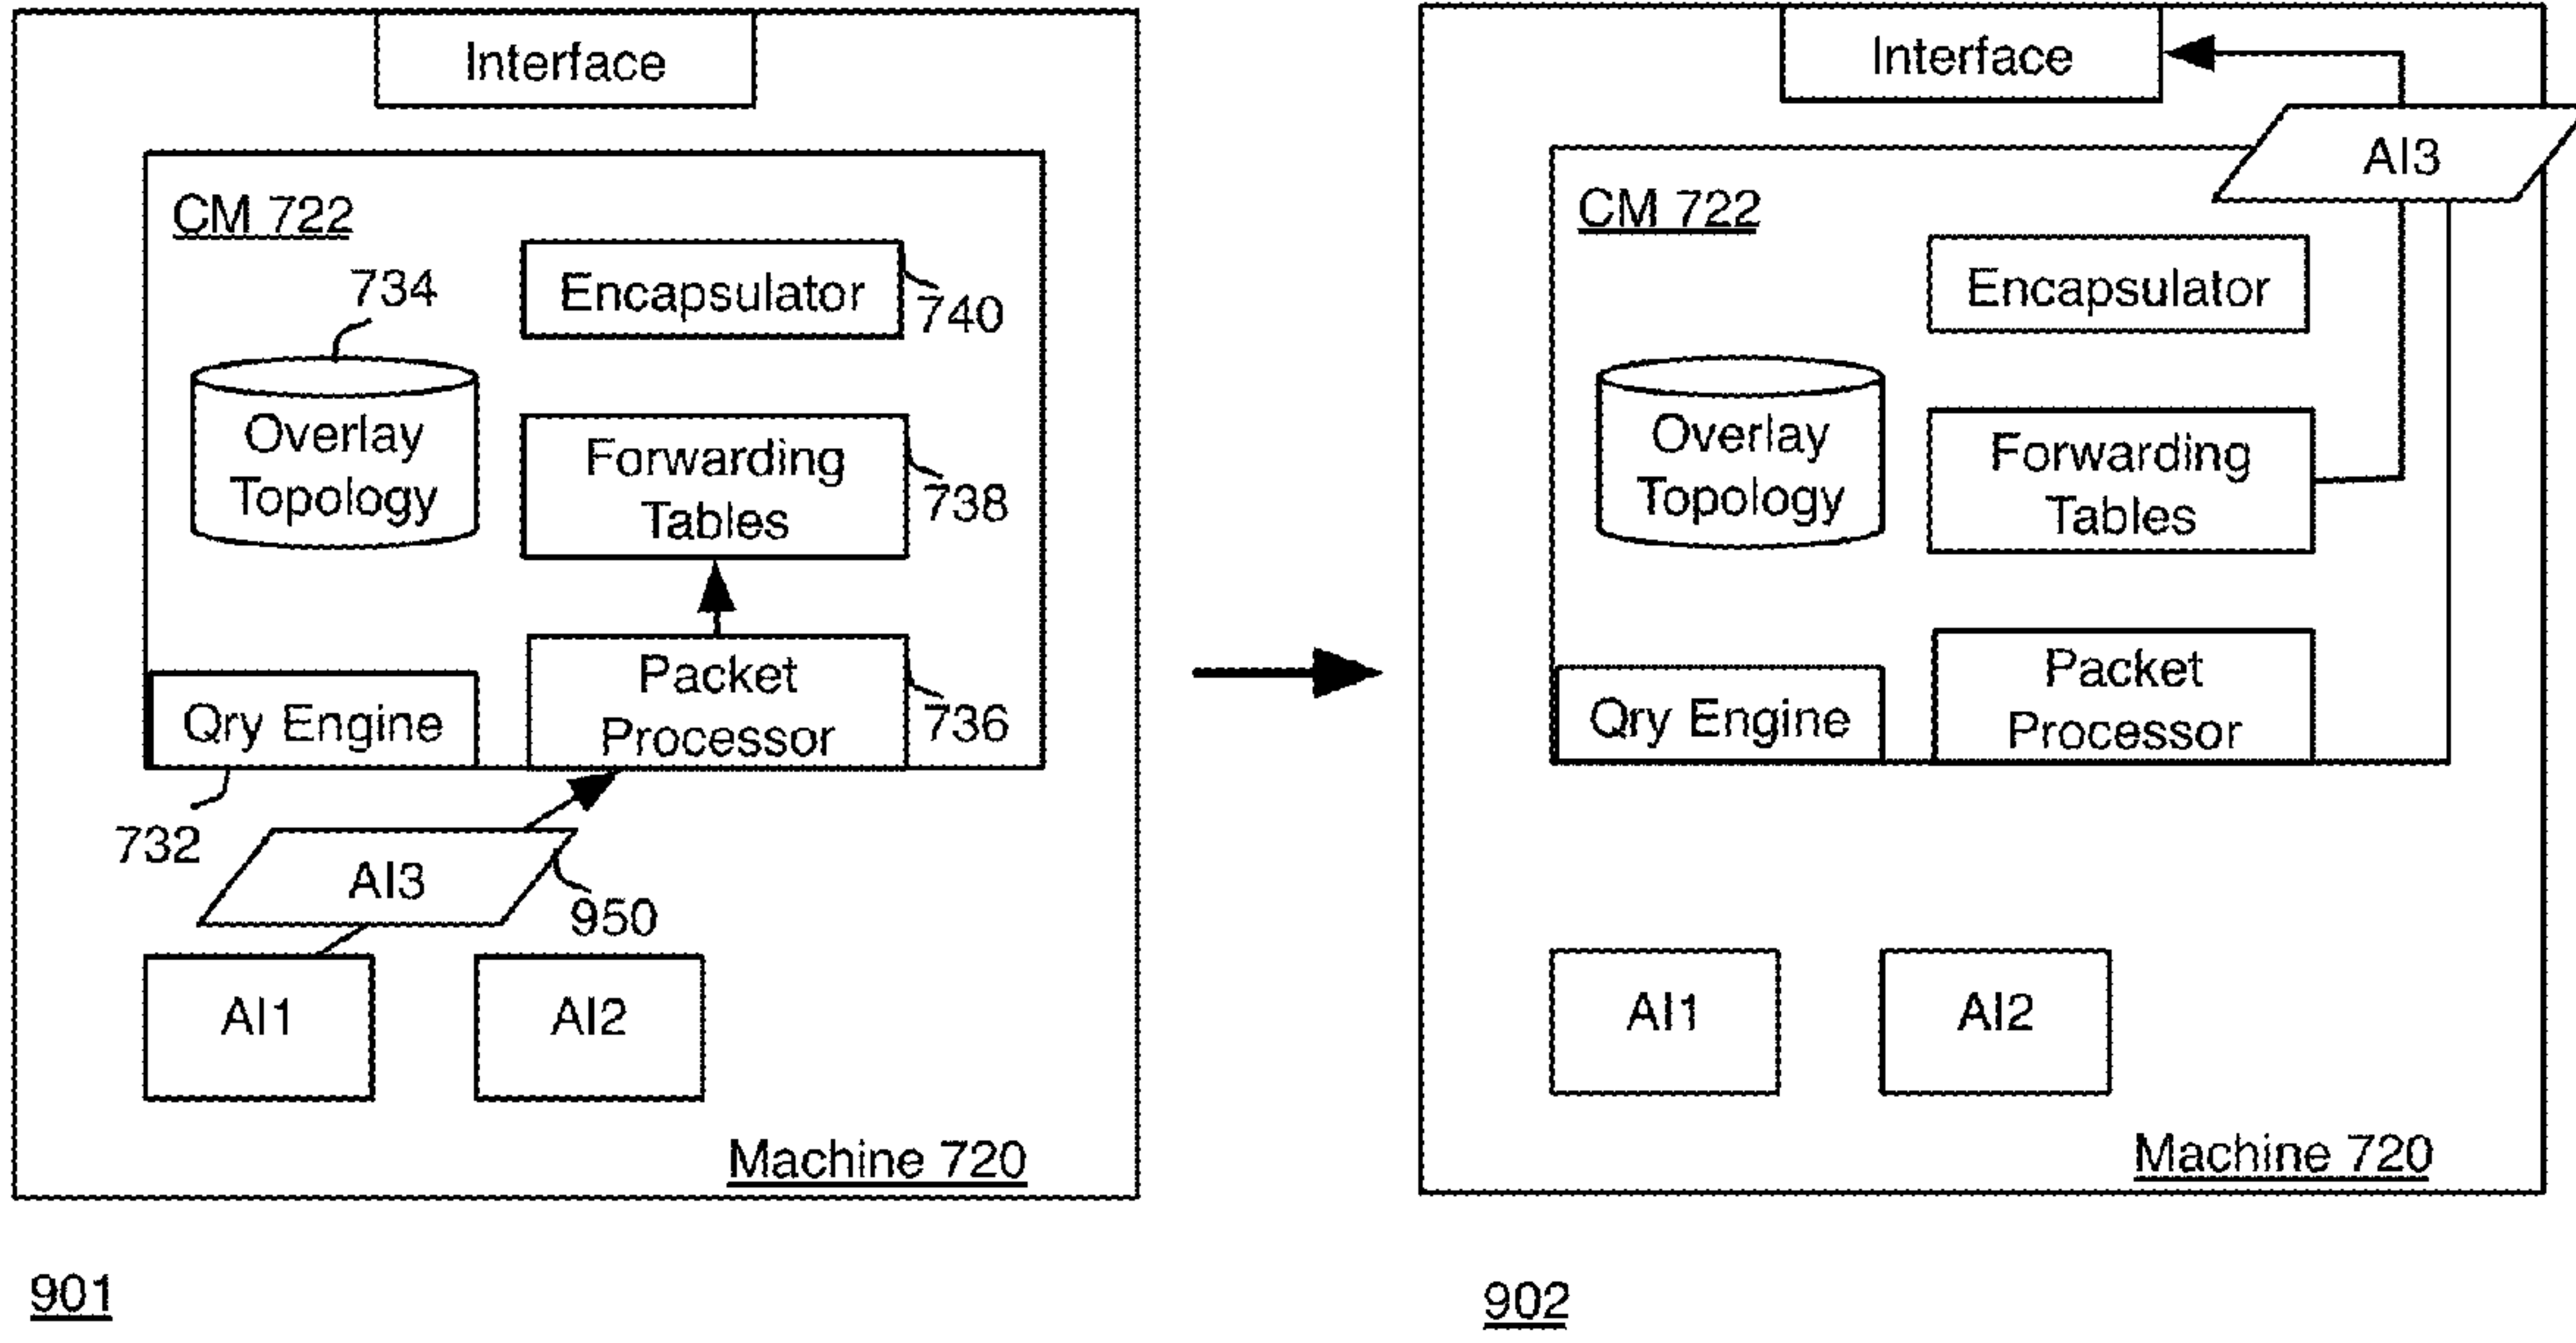 Interface
CM 722
734
Encapsulator
740
Overlay
Topology
Forwarding
Tables
738
Packet
Processor
736
Qry Engine
732
AI3
950
AI1
AI2
Machine 720
901
Interface
AI3
CM 722
Encapsulator
Overlay
Topology
Forwarding
Tables
Packet
Processor
Qry Engine
AI1
AI2
Machine 720
902